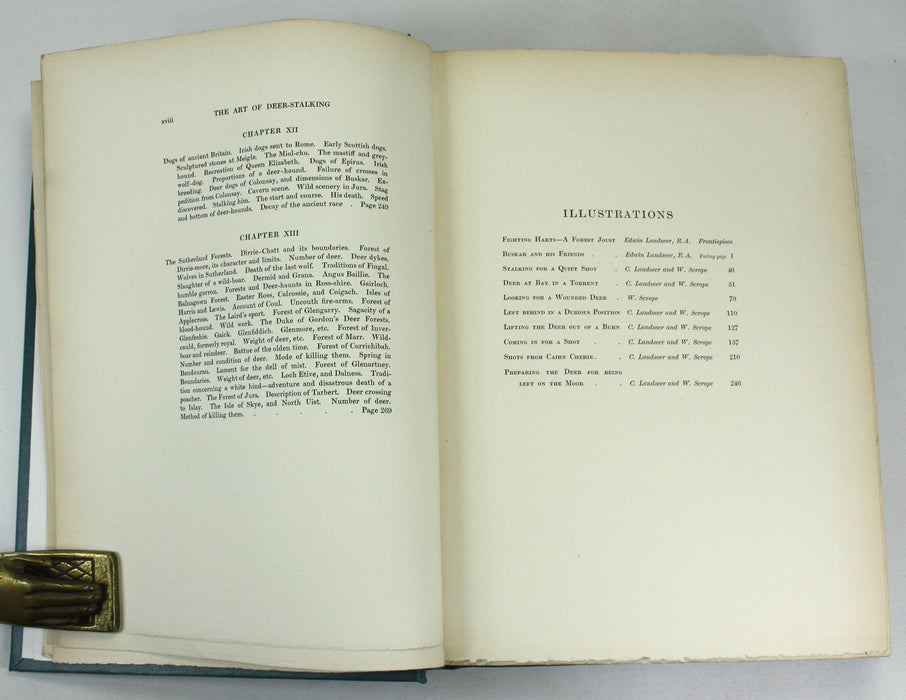 xviii THE ART OF DEER-STALKING
CHAPTER XII
Dogs of ancient Britain. Irish dogs sent to Rome. Early Scottish dogs.
Sculptured stones at Meigle. The Miol-chu. The mastiff and grey-
hound. Recreation of Queen Elizabeth. Dogs of Epirus. Irish
wolf-dog. Proportions of a deer-hound. Failure of crosses in
breeding. Deer dogs of Colonsay, and dimensions of Buskar. Ex-
pedition from Colonsay. Cavern scene. Wild scenery in Jura. Stag
discovered. Stalking him. The start and course. His death. Speed
and bottom of deer-hounds. Decay of the ancient race . Page 240
CHAPTER XIII
The Sutherland Forests. Dirrie-Chatt and its boundaries. Forest of
Dirrie-more, its character and limits. Number of deer. Deer dykes.
Wolves in Sutherland. Death of the last wolf. Traditions of Fingal.
Slaughter of a wild-boar. Dermid and Grana. Angus Baillie. The
humble garron. Forests and Deer-haunts in Ross-shire. Gairloch.
Balnagown Forest. Easter Ross, Calrossie, and Coigach. Isles of
Harris and Lewis. Account of Coul. Uncouth fire-arms. Forest of
Applecross. The Laird's sport. Forest of Glengarry. Sagacity of a
blood-hound. Wild work. The Duke of Gordon's Deer Forests.
Glenfeshie. Gaick. Glenfiddich. Glenmore, etc. Forest of Inver-
cauld, formerly royal. Weight of deer, etc. Forest of Marr. Wild-
boar and reindeer. Battue of the olden time. Forest of Corrichibah.
Number and condition of deer. Mode of killing them. Spring in
Bendouran. Lament for the dell of mist. Forest of Glenartney.
Boundaries. Weight of deer, etc. Loch Etive, and Dalness. Tradi-
tion concerning a white hind—adventure and disastrous death of a
poacher. The Forest of Jura. Description of Tarbert. Deer crossing
to Islay. The Isle of Skye, and North Uist. Number of deer.
Method of killing them. . . . . . Page 269
ILLUSTRATIONS
Fighting Harts—A Forest Joust Edwin Landseer, R.A. Frontispiece
Buskar and his Friends . . Edwin Landseer, R.A. Facing page 1
Stalking for a Quiet Shot . C. Landseer and W. Scrope 46
Deer at Bay in a Torrent . C. Landseer and W. Scrope 51
Looking for a Wounded Deer . W. Scrope 70
Left behind in a Dubious Position C. Landseer and W. Scrope 110
Lifting the Deer out of a Burn C. Landseer and W. Scrope 127
Coming in for a Shot . . C. Landseer and W. Scrope 157
Shots from Cairn Cherie . . C. Landseer and W. Scrope 210
Preparing the Deer for being
left on the Moor . . C. Landseer and W. Scrope 246